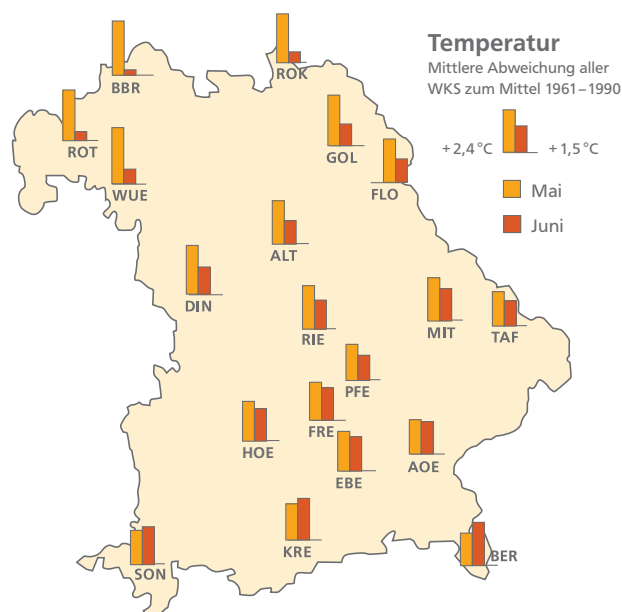 Temperatur
Mittlere Abweichung aller
WKS zum Mittel 1961–1990
+2,4 °C
+1,5 °C
Mai
Juni
BBR
ROK
ROT
GOL
WUE
FLO
ALT
DIN
RIE
MIT
TAF
PFE
FRE
HOE
EBE
AOE
KRE
SON
BER